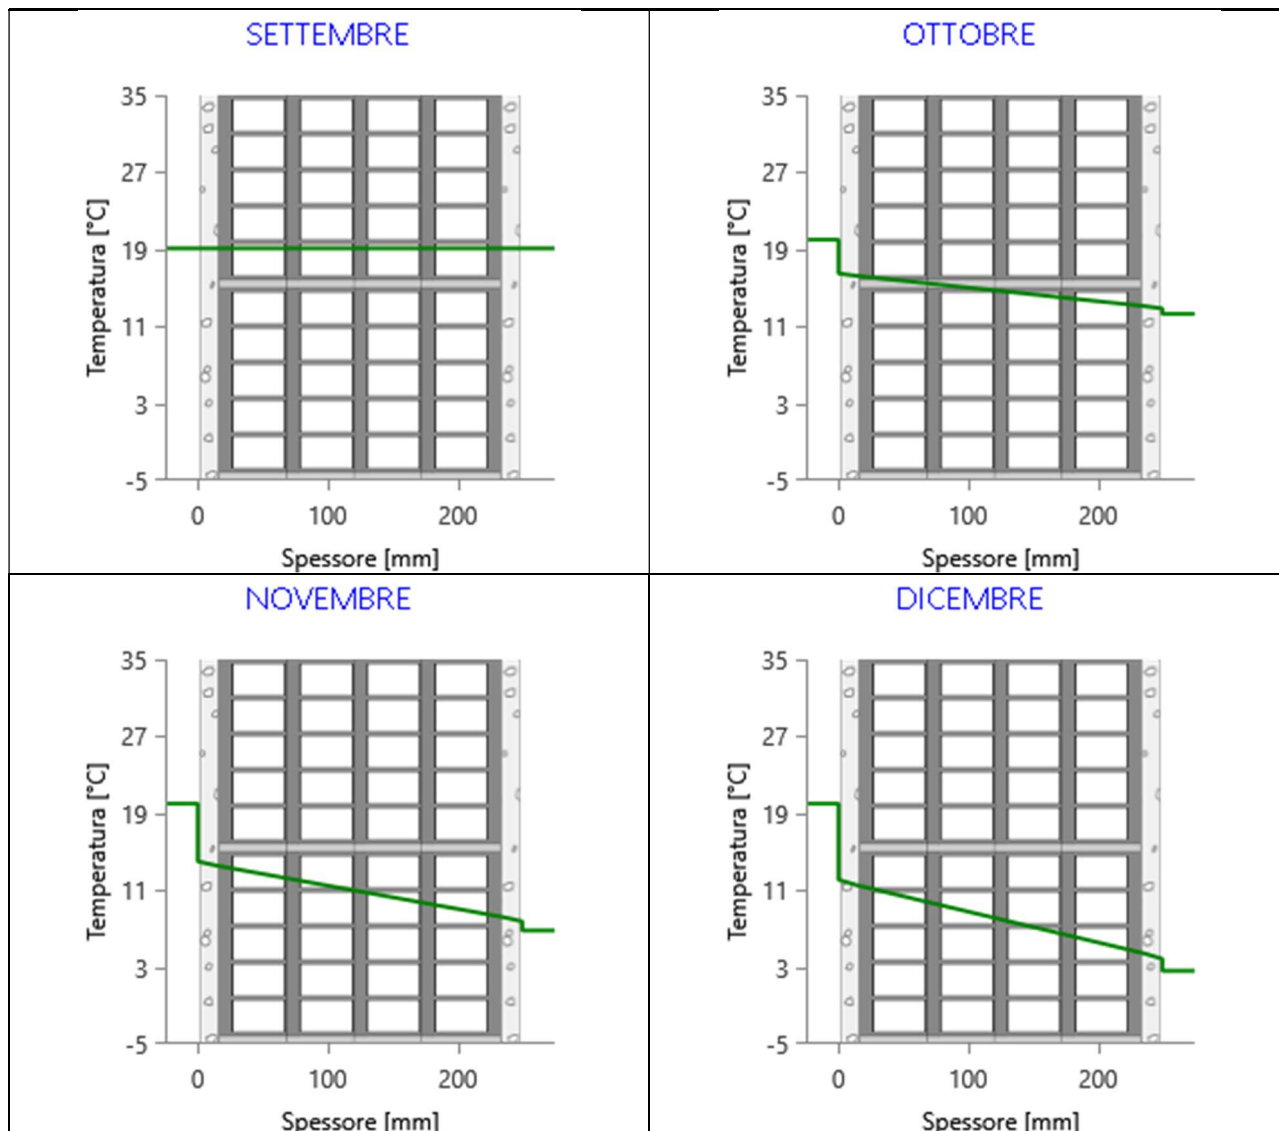 SETTEMBRE
35
27
19
11
3
-5
Temperatura [°C]
0 100 200
Spessore [mm]
OTTOBRE
35
27
19
11
3
-5
Temperatura [°C]
0 100 200
Spessore [mm]
NOVEMBRE
35
27
19
11
3
-5
Temperatura [°C]
0 100 200
Spessore [mm]
DICEMBRE
35
27
19
11
3
-5
Temperatura [°C]
0 100 200
Spessore [mm]